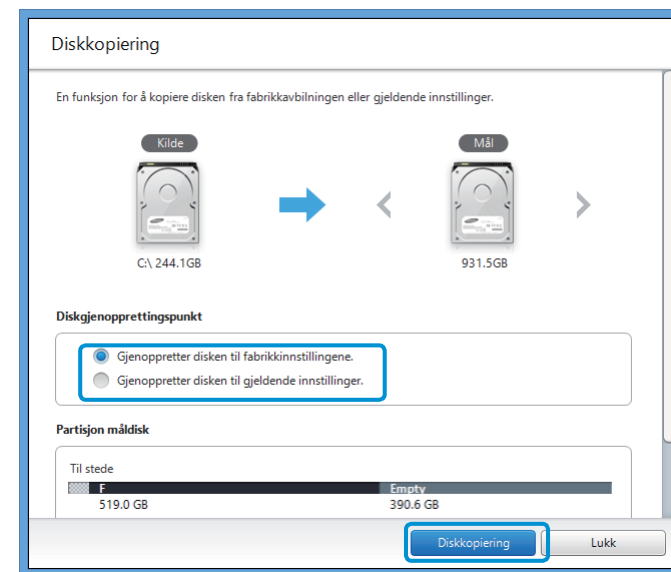 Diskkopiering
En funksjon for å kopiere disken fra fabrikkavbilningen eller gjeldende innstillinger.
Kilde
Mål
C:\ 244.1GB
931.5GB
Diskgjenopprettingspunkt
Gjenoppretter disken til fabrikkinnstillingene.
Gjenoppretter disken til gjeldende innstillinger.
Partisjon måldisk
Til stede
F
Empty
519.0 GB
390.6 GB
Diskkopiering
Lukk